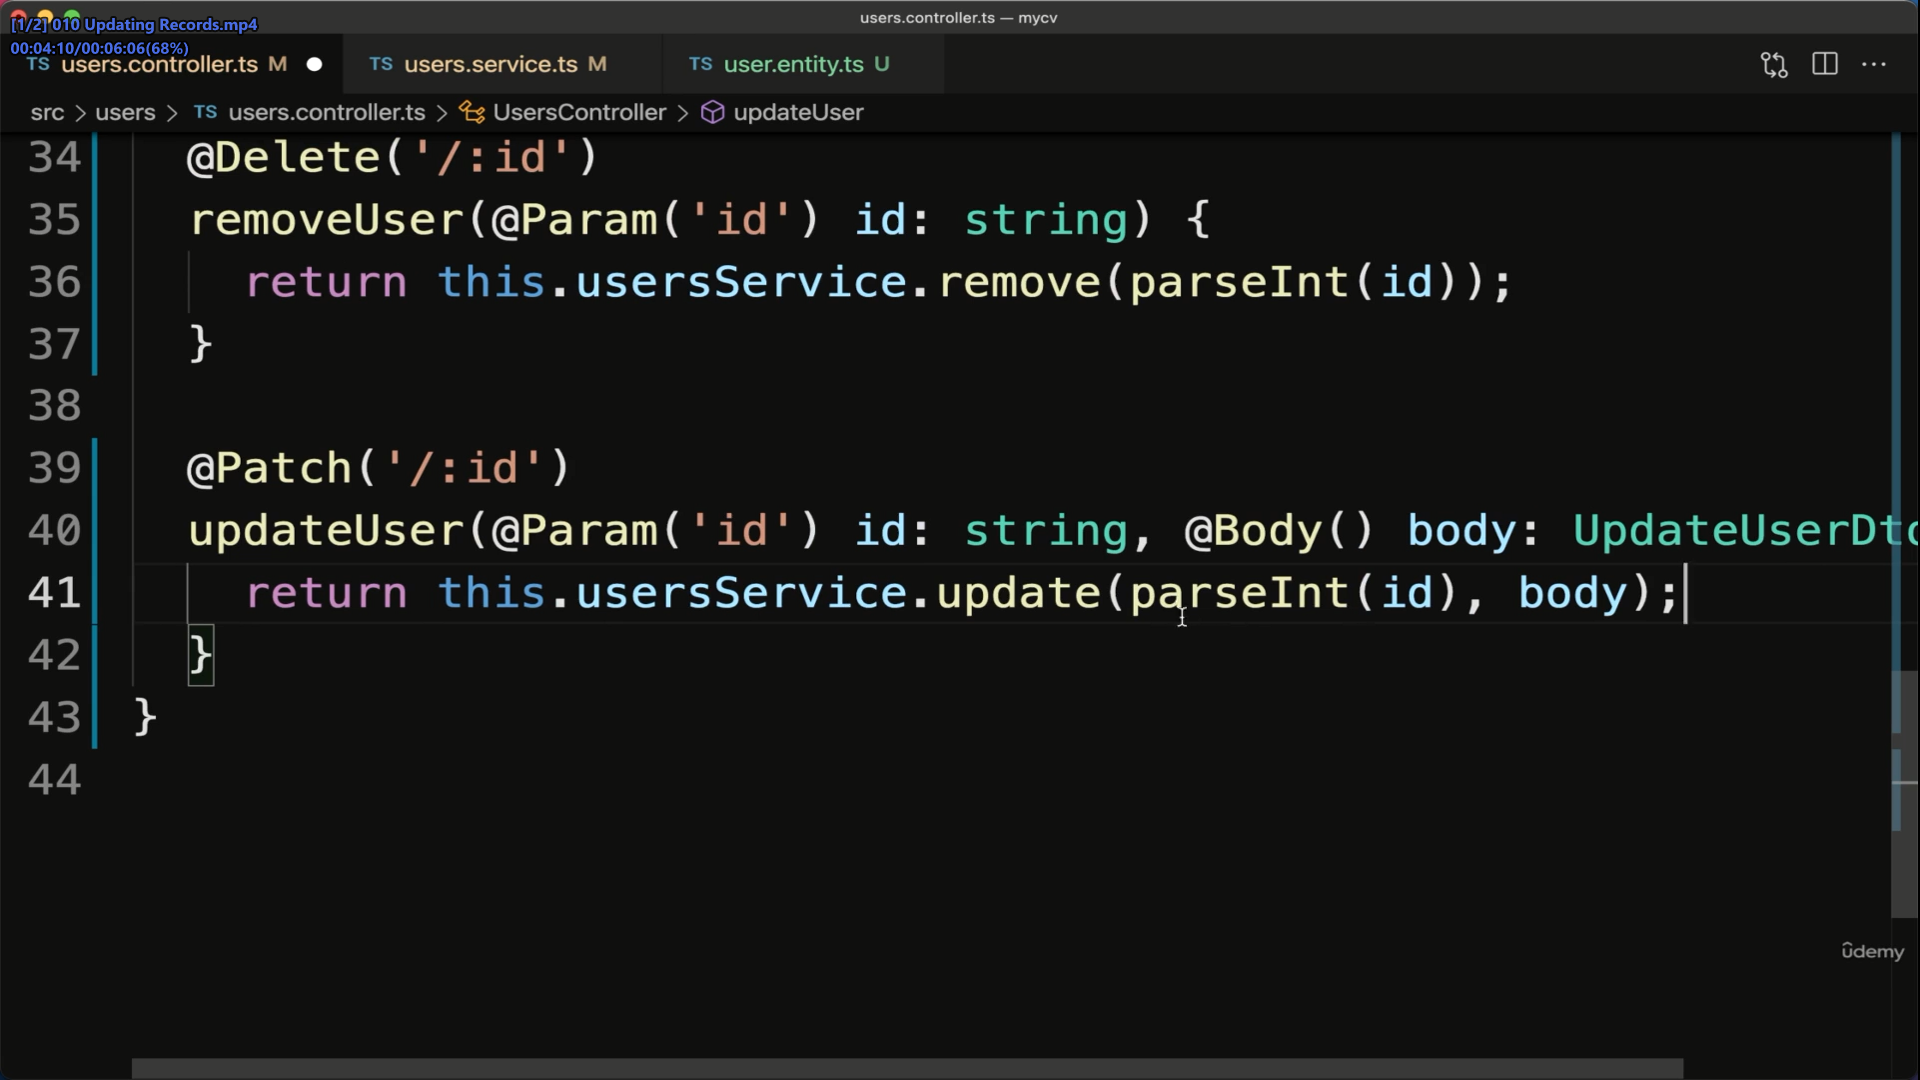 users.controller.ts — mycv
[1/2] 010 Updating Records.mp4
00:04:10/00:06:06(68%)
TS users.controller.ts M
TS users.service.ts M
TS user.entity.ts U
src > users > TS users.controller.ts > UsersController > updateUser
34 @Delete('/:id')
35 removeUser(@Param('id') id: string) {
36 return this.usersService.remove(parseInt(id));
37 }
38
39 @Patch('/:id')
40 updateUser(@Param('id') id: string, @Body() body: UpdateUserDto
41 return this.usersService.update(parseInt(id), body);
42 }
43 }
44
ûdemy